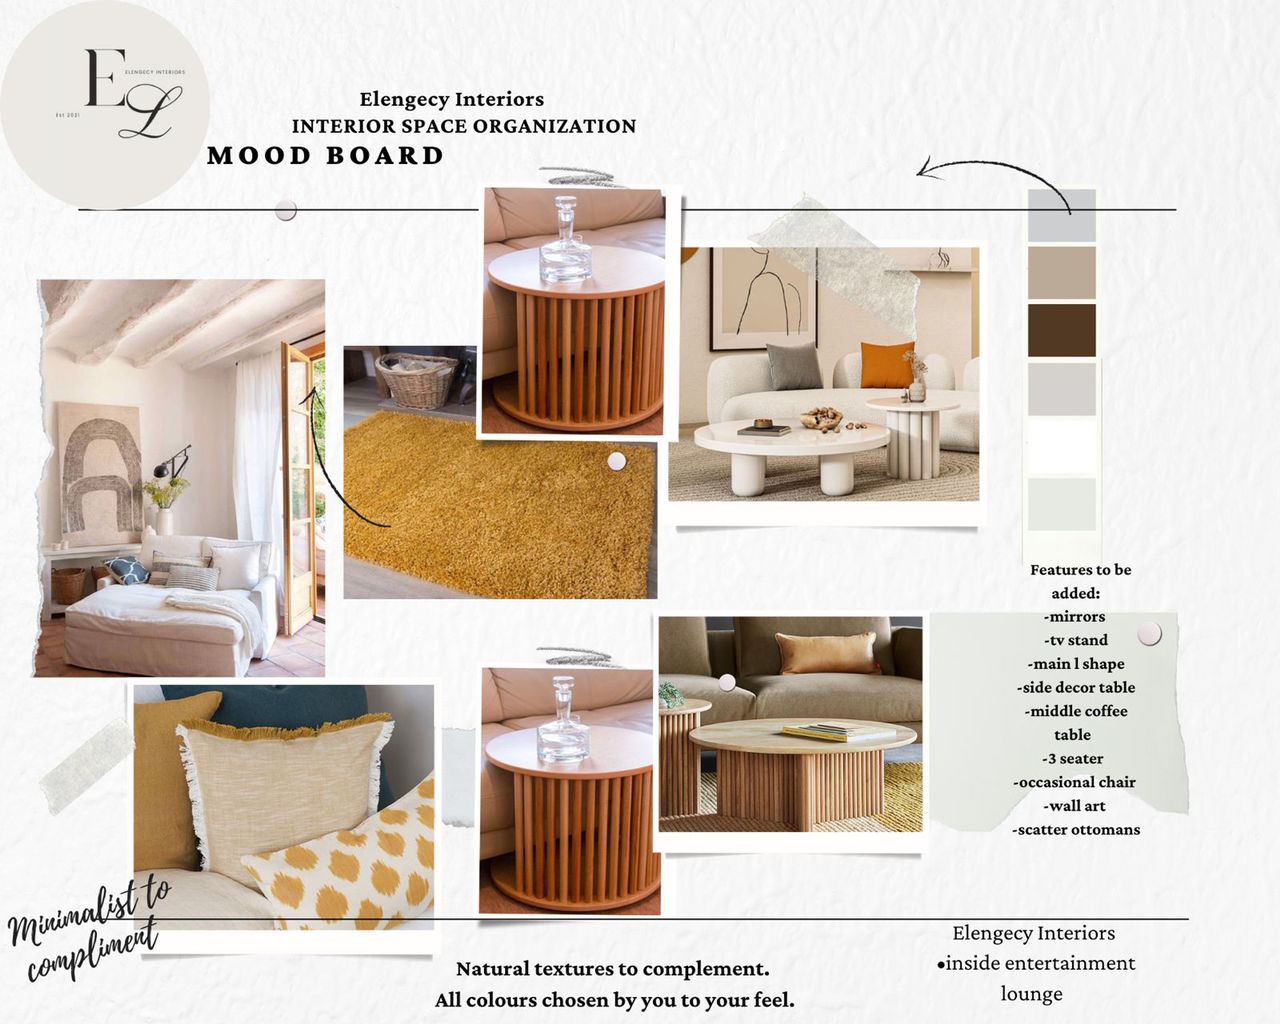 E
ELENGECY INTERIORS
Est 2021
L
Elengecy Interiors
INTERIOR SPACE ORGANIZATION
MOOD BOARD
Features to be
added:
-mirrors
-tv stand
-main l shape
-side decor table
-middle coffee
table
-3 seater
-occasional chair
-wall art
-scatter ottomans
Minimalist to
compliment
Natural textures to complement.
All colours chosen by you to your feel.
Elengecy Interiors
•inside entertainment
lounge